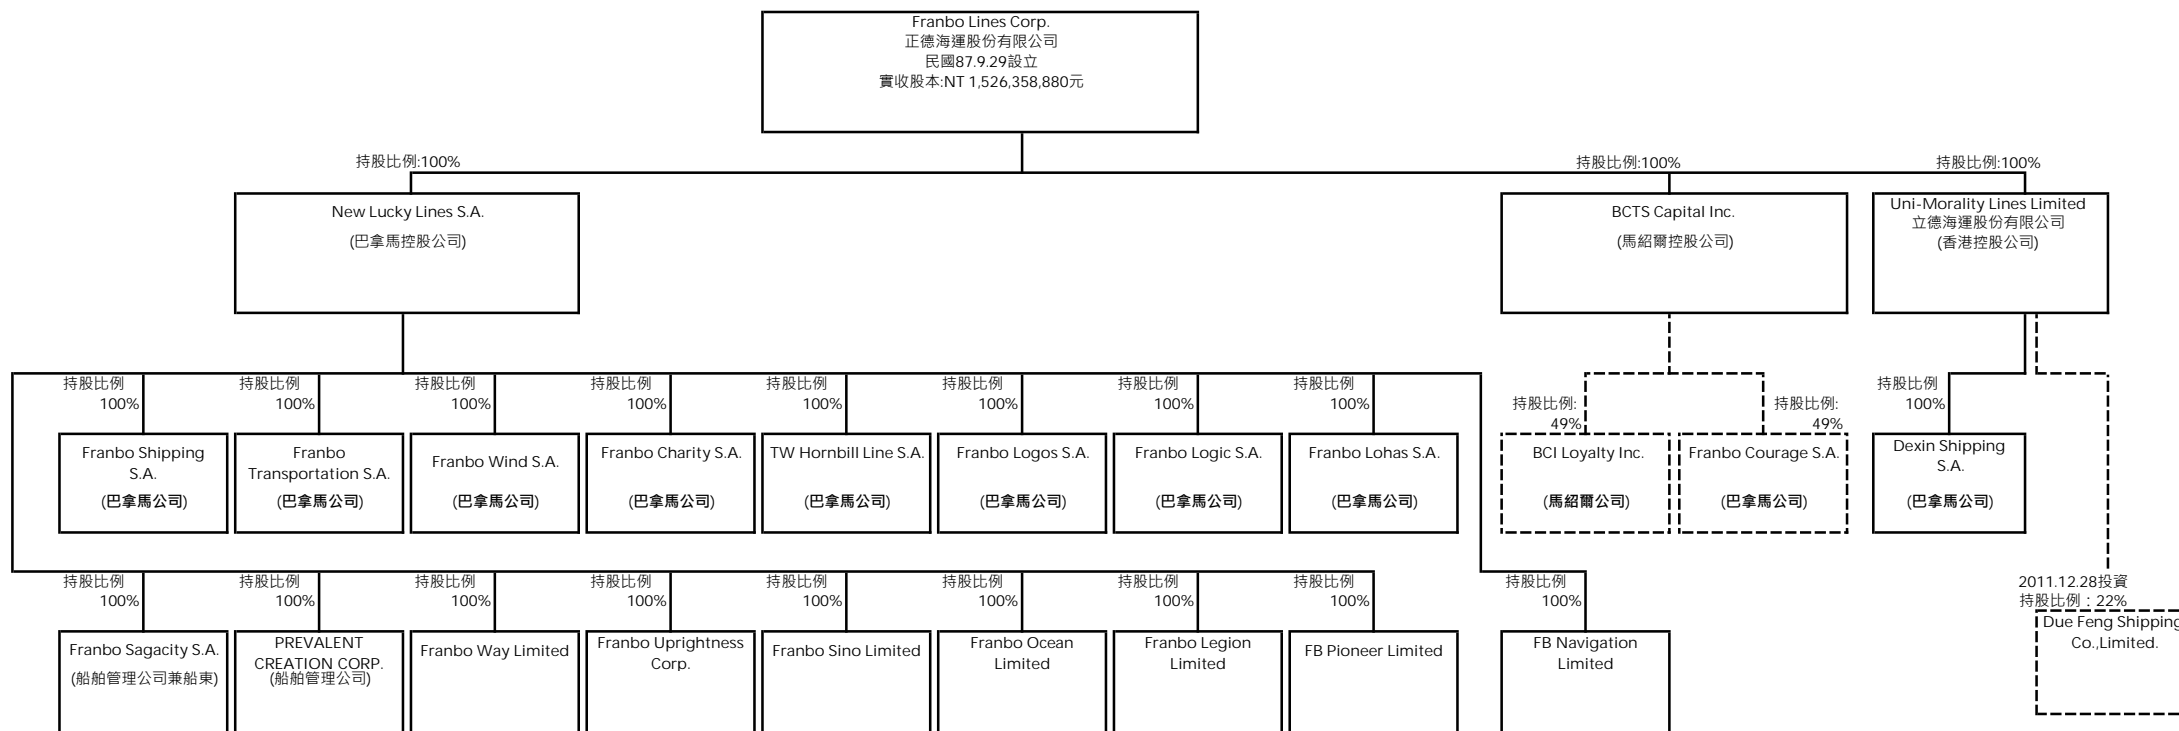 Franbo Lines Corp.
正德海運股份有限公司
民國87.9.29設立
實收股本:NT 1,526,358,880元
持股比例:100%
持股比例:100%
持股比例:100%
New Lucky Lines S.A.
(巴拿馬控股公司)
BCTS Capital Inc.
(馬紹爾控股公司)
Uni-Morality Lines Limited
立德海運股份有限公司
(香港控股公司)
持股比例
100%
持股比例
100%
持股比例
100%
持股比例
100%
持股比例
100%
持股比例
100%
持股比例
100%
持股比例
100%
持股比例:
49%
持股比例:
49%
持股比例
100%
Franbo Shipping
S.A.
(巴拿馬公司)
Franbo
Transportation S.A.
(巴拿馬公司)
Franbo Wind S.A.
(巴拿馬公司)
Franbo Charity S.A.
(巴拿馬公司)
TW Hornbill Line S.A.
(巴拿馬公司)
Franbo Logos S.A.
(巴拿馬公司)
Franbo Logic S.A.
(巴拿馬公司)
Franbo Lohas S.A.
(巴拿馬公司)
BCI Loyalty Inc.
(馬紹爾公司)
Franbo Courage S.A.
(巴拿馬公司)
Dexin Shipping
S.A.
(巴拿馬公司)
持股比例
100%
持股比例
100%
持股比例
100%
持股比例
100%
持股比例
100%
持股比例
100%
持股比例
100%
持股比例
100%
持股比例
100%
2011.12.28投資
持股比例：22%
Franbo Sagacity S.A.
(船舶管理公司兼船東)
PREVALENT
CREATION CORP.
(船舶管理公司)
Franbo Way Limited
Franbo Uprightness
Corp.
Franbo Sino Limited
Franbo Ocean
Limited
Franbo Legion
Limited
FB Pioneer Limited
FB Navigation
Limited
Due Feng Shipping
Co.,Limited.